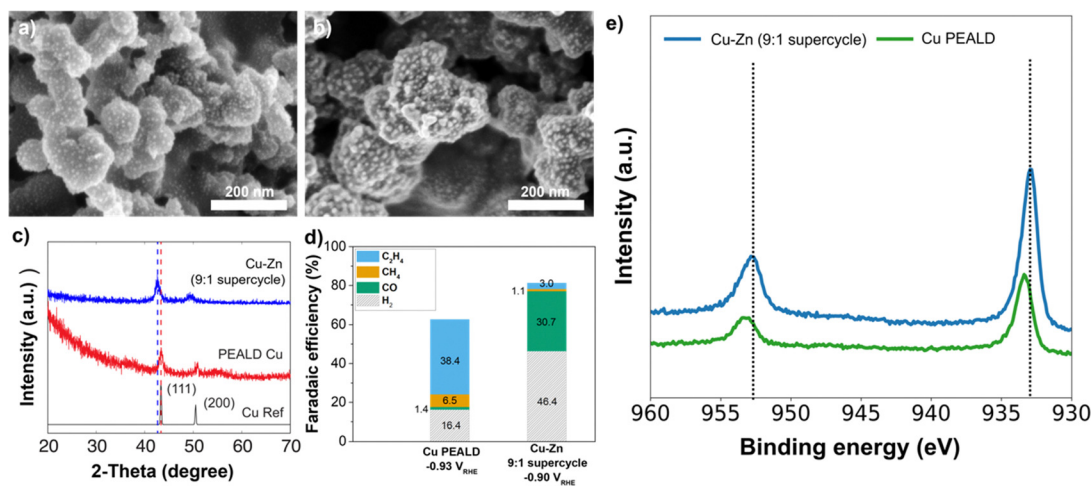 a)
200 nm
b)
200 nm
c)
Intensity (a.u.)
Cu-Zn
(9:1 supercycle)
PEALD Cu
(111)
(200)
Cu Ref
20 30 40 50 60 70
2-Theta (degree)
d)
Faradaic efficiency (%)
100
80
60
40
20
0
C2H4
CH4
CO
H2
38.4
6.5
1.4
16.4
3.0
1.1
30.7
46.4
Cu PEALD
-0.93 VRHE
Cu-Zn
9:1 supercycle
-0.90 VRHE
e)
Cu-Zn (9:1 supercycle)
Cu PEALD
Intensity (a.u.)
960 955 950 945 940 935 930
Binding energy (eV)